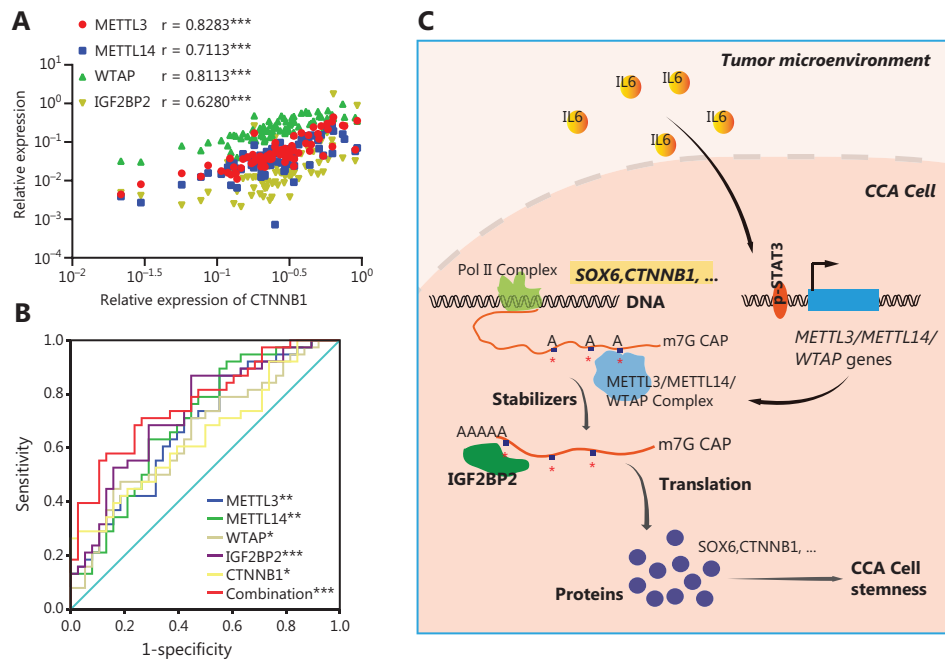 A
METTL3 r = 0.8283***
METTL14 r = 0.7113***
WTAP r = 0.8113***
IGF2BP2 r = 0.6280***
Relative expression
10^1
10^0
10^-1
10^-2
10^-3
10^-4
10^-2 10^-1.5 10^-1 10^-0.5 10^0
Relative expression of CTNNB1
B
Sensitivity
1.0
0.8
0.6
0.4
0.2
0.0
METTL3**
METTL14**
WTAP*
IGF2BP2***
CTNNB1*
Combination***
0.0 0.2 0.4 0.6 0.8 1.0
1-specificity
C
Tumor microenvironment
IL6
IL6
IL6
IL6
IL6
IL6
CCA Cell
Pol II Complex
SOX6,CTNNB1, ...
DNA
p-STAT3
METTL3/METTL14/
WTAP genes
A A A
m7G CAP
* * *
METTL3/METTL14/
WTAP Complex
Stabilizers
AAAAA
m7G CAP
* * *
IGF2BP2
Translation
SOX6,CTNNB1, ...
Proteins
CCA Cell
stemness